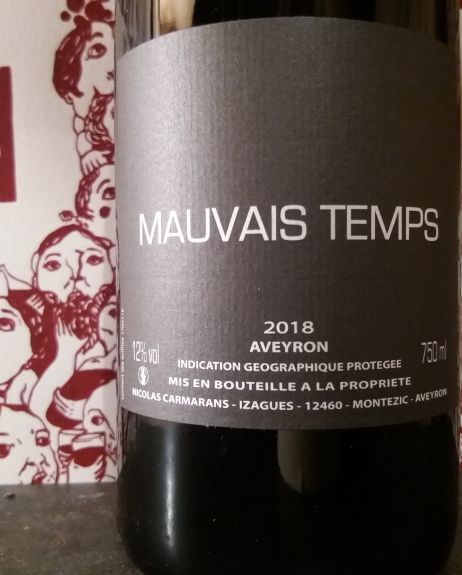 MAUVAIS TEMPS
2018
AVEYRON
12% vol
750 ml
INDICATION GEOGRAPHIQUE PROTEGEE
MIS EN BOUTEILLE A LA PROPRIETE
NICOLAS CARMARANS - IZAGUES - 12460 - MONTEZIC - AVEYRON